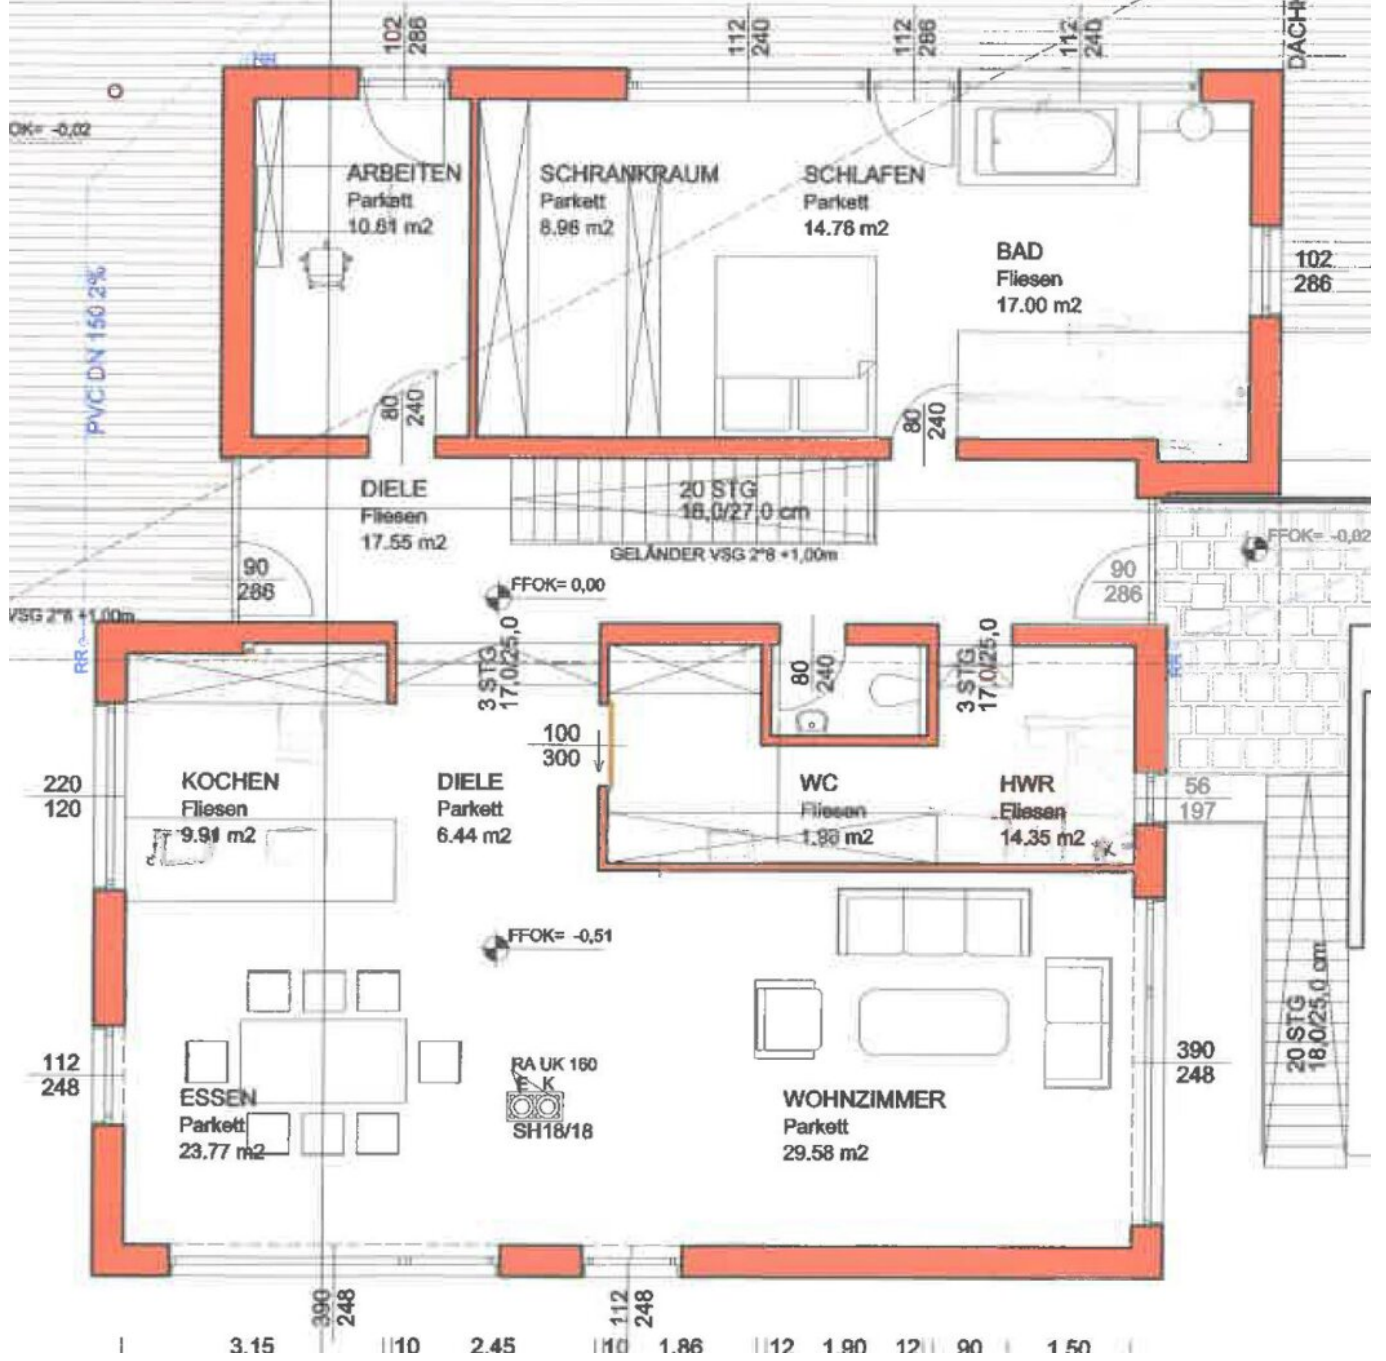 102
286
112
240
112
286
112
240
DACH
OK= -0,02
ARBEITEN
Parkett
10.61 m2
SCHRANKRAUM
Parkett
8.96 m2
SCHLAFEN
Parkett
14.76 m2
BAD
Fliesen
17.00 m2
102
286
PVC DN 150 2%
80
240
80
240
DIELE
Fliesen
17.55 m2
20 STG
18,0/27,0 cm
GELÄNDER VSG 2*8 +1,00m
FFOK= -0,02
90
286
FFOK= 0,00
90
286
VSG 2*8 +1,00m
RR
3 STG
17,0/25,0
80
240
3 STG
17,0/25,0
RR
100
300
220
120
KOCHEN
Fliesen
9.91 m2
DIELE
Parkett
6.44 m2
WC
Fliesen
HWR
Fliesen
14.35 m2
56
197
FFOK= -0,51
20 STG
18,0/25,0 cm
112
248
390
248
RA UK 160
E K
SH18/18
ESSEN
Parkett
23.77 m2
WOHNZIMMER
Parkett
29.58 m2
390
248
112
248
3.15 10 2.45 10 1.86 12 1.90 12 90 1.50